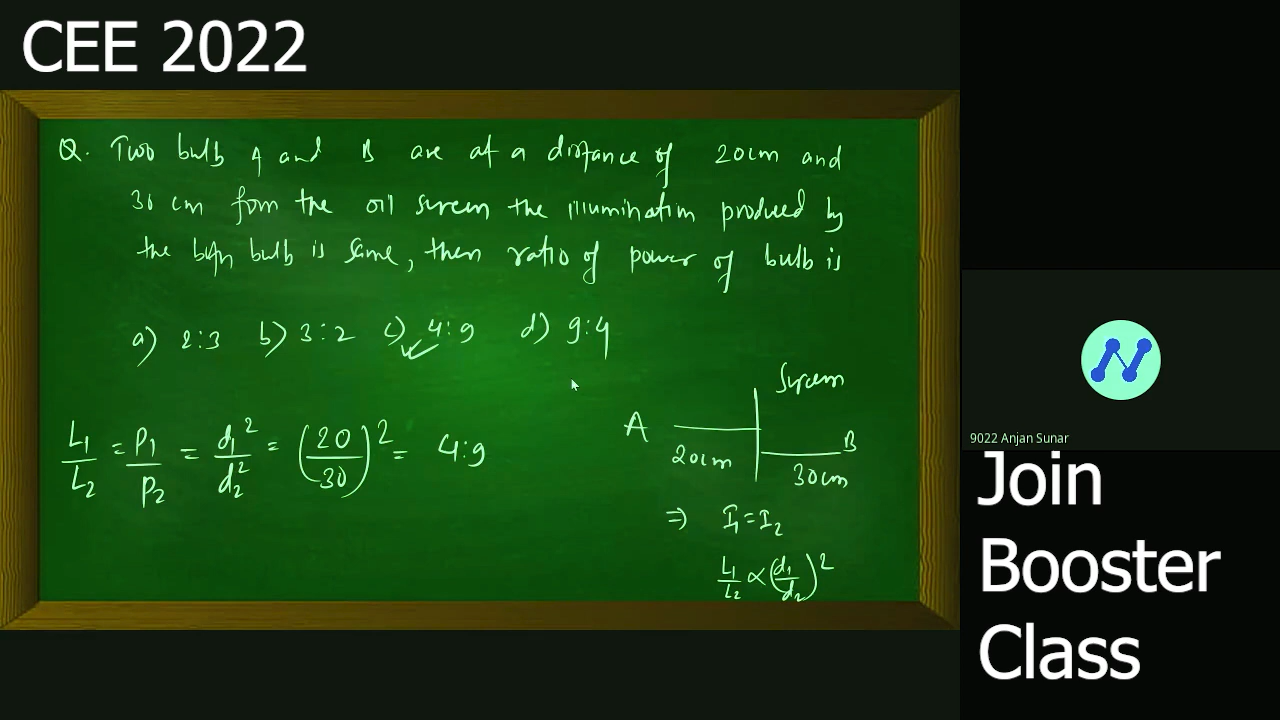 CEE 2022
Q. Two bulb A and B are at a distance of 20cm and
30 cm from the oil screen the illumination produced by
the both bulb is same, then ratio of power of bulb is
a) 2:3 b) 3:2 c) 4:9 d) 9:4
Screen
A
20cm
B
30cm
L₁/L₂ = P₁/P₂ = d₁²/d₂² = (20/30)² = 4:9
⇒ I₁=I₂
L₁/L₂ ∝ (d₁/d₂)²
9022 Anjan Sunar
Join
Booster
Class